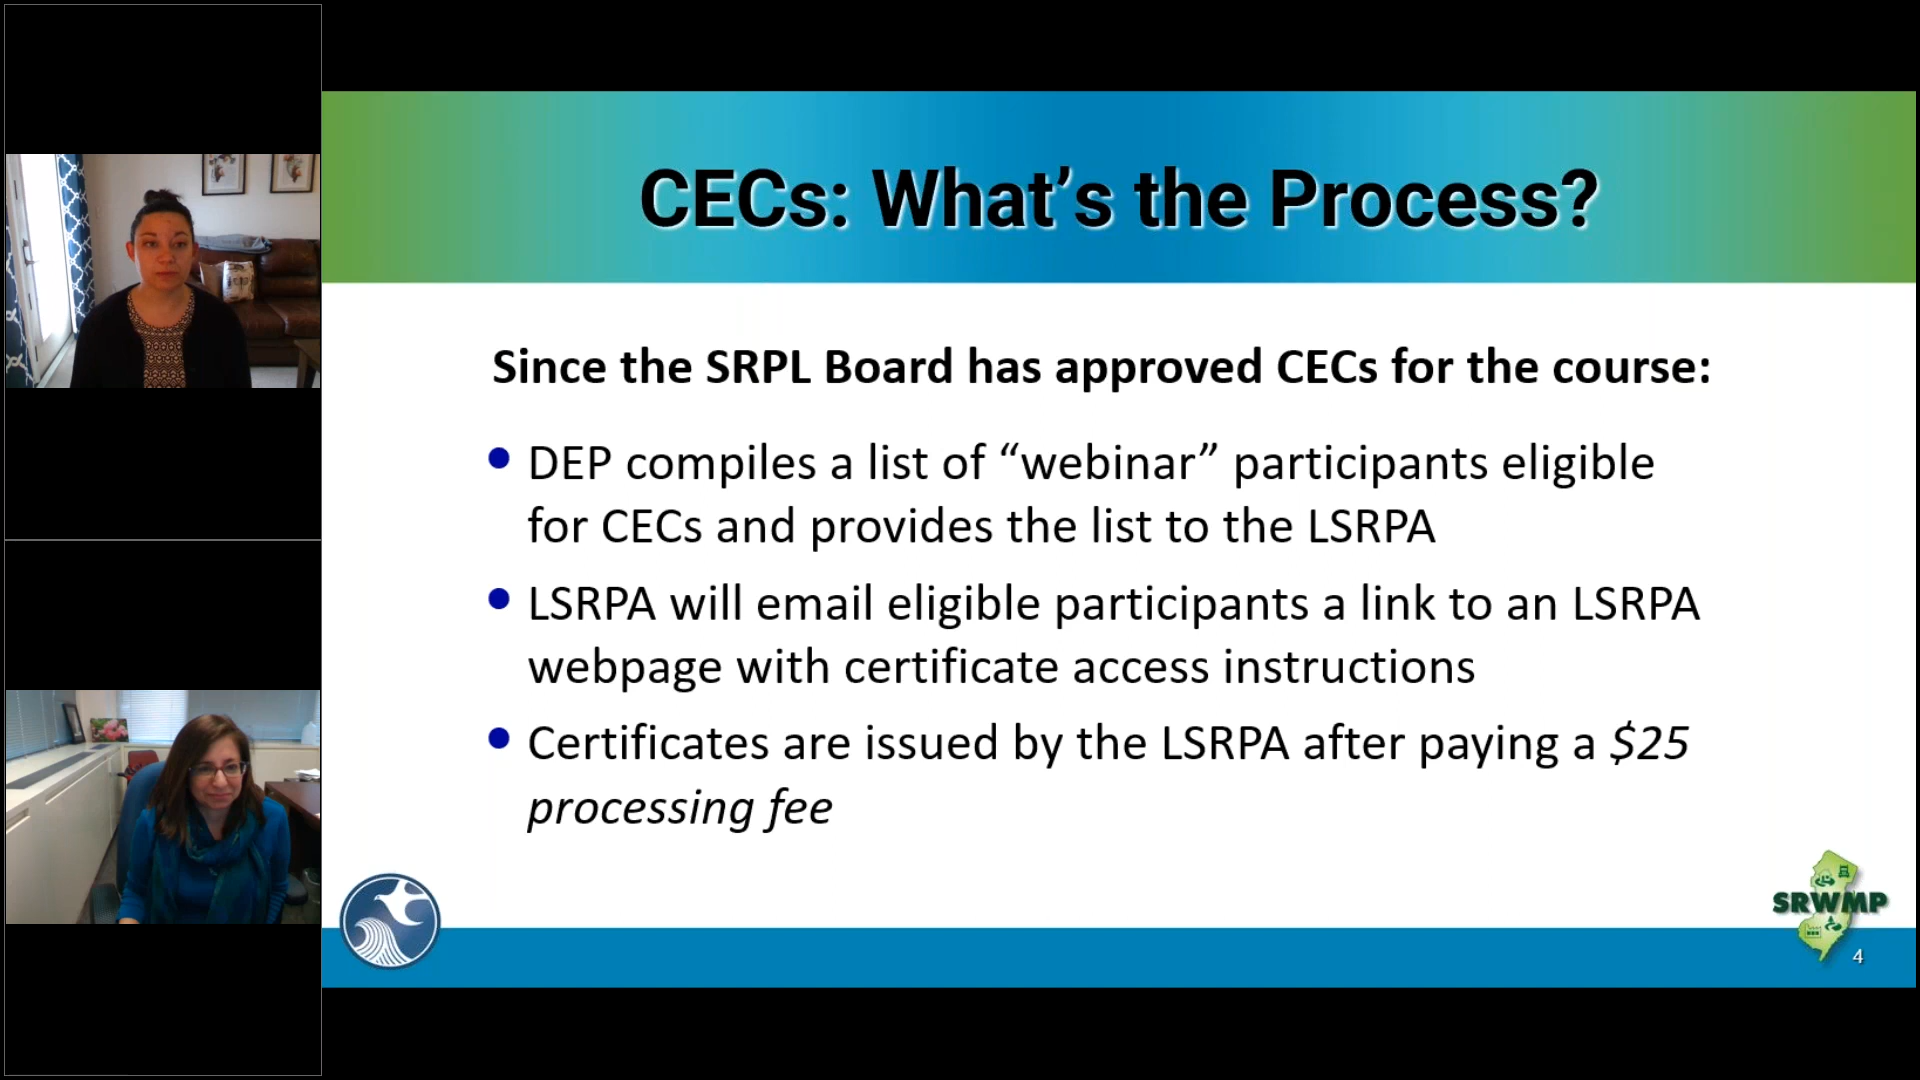 CECs: What’s the Process?
Since the SRPL Board has approved CECs for the course:
• DEP compiles a list of “webinar” participants eligible
for CECs and provides the list to the LSRPA
• LSRPA will email eligible participants a link to an LSRPA
webpage with certificate access instructions
• Certificates are issued by the LSRPA after paying a $25
processing fee
SRWMP
4